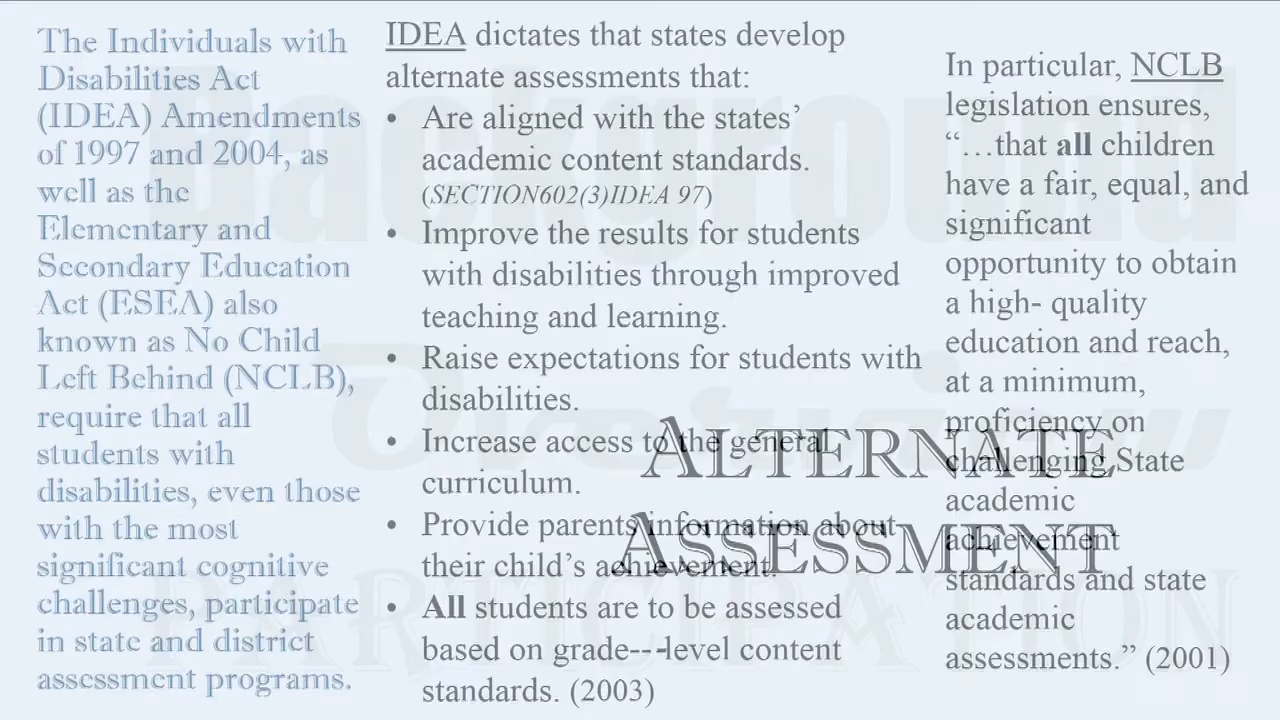 The Individuals with
Disabilities Act
(IDEA) Amendments
of 1997 and 2004, as
well as the
Elementary and
Secondary Education
Act (ESEA) also
known as No Child
Left Behind (NCLB),
require that all
students with
disabilities, even those
with the most
significant cognitive
challenges, participate
in state and district
assessment programs.
IDEA dictates that states develop
alternate assessments that:
• Are aligned with the states’
academic content standards.
(SECTION602(3)IDEA 97)
• Improve the results for students
with disabilities through improved
teaching and learning.
• Raise expectations for students with
disabilities.
• Increase access to the general
curriculum.
• Provide parents information about
their child’s achievement.
• All students are to be assessed
based on grade--‐level content
standards. (2003)
In particular, NCLB
legislation ensures,
“…that all children
have a fair, equal, and
significant
opportunity to obtain
a high- quality
education and reach,
at a minimum,
proficiency on
challenging State
academic
achievement
standards and state
academic
assessments.” (2001)
ALTERNATE
ASSESSMENT
Background
Overview
PARTICIPATION